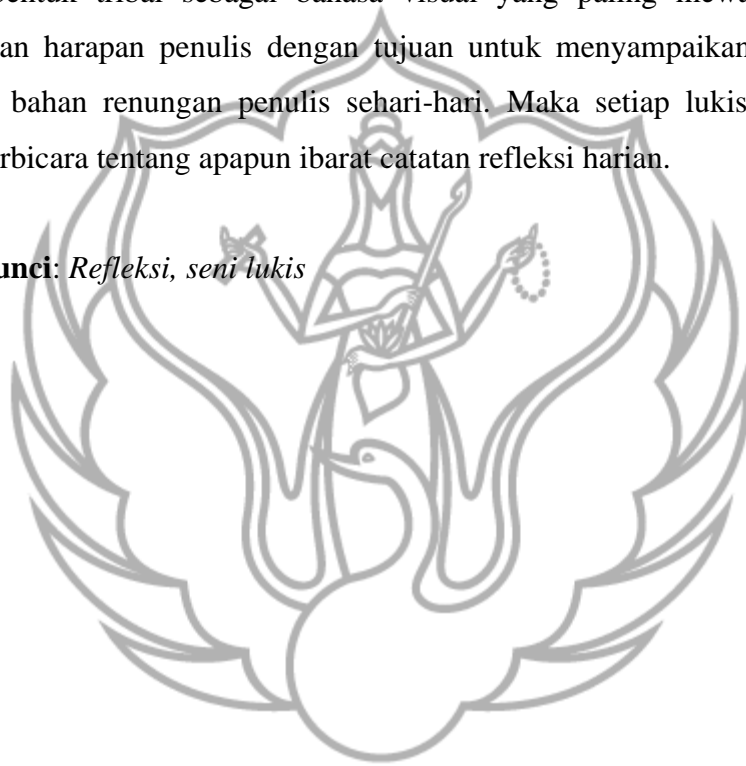 bentuk tribal sebagai bahasa visual yang paling mewa
an harapan penulis dengan tujuan untuk menyampaikan
bahan renungan penulis sehari-hari. Maka setiap lukis
rbicara tentang apapun ibarat catatan refleksi harian.
unci: Refleksi, seni lukis